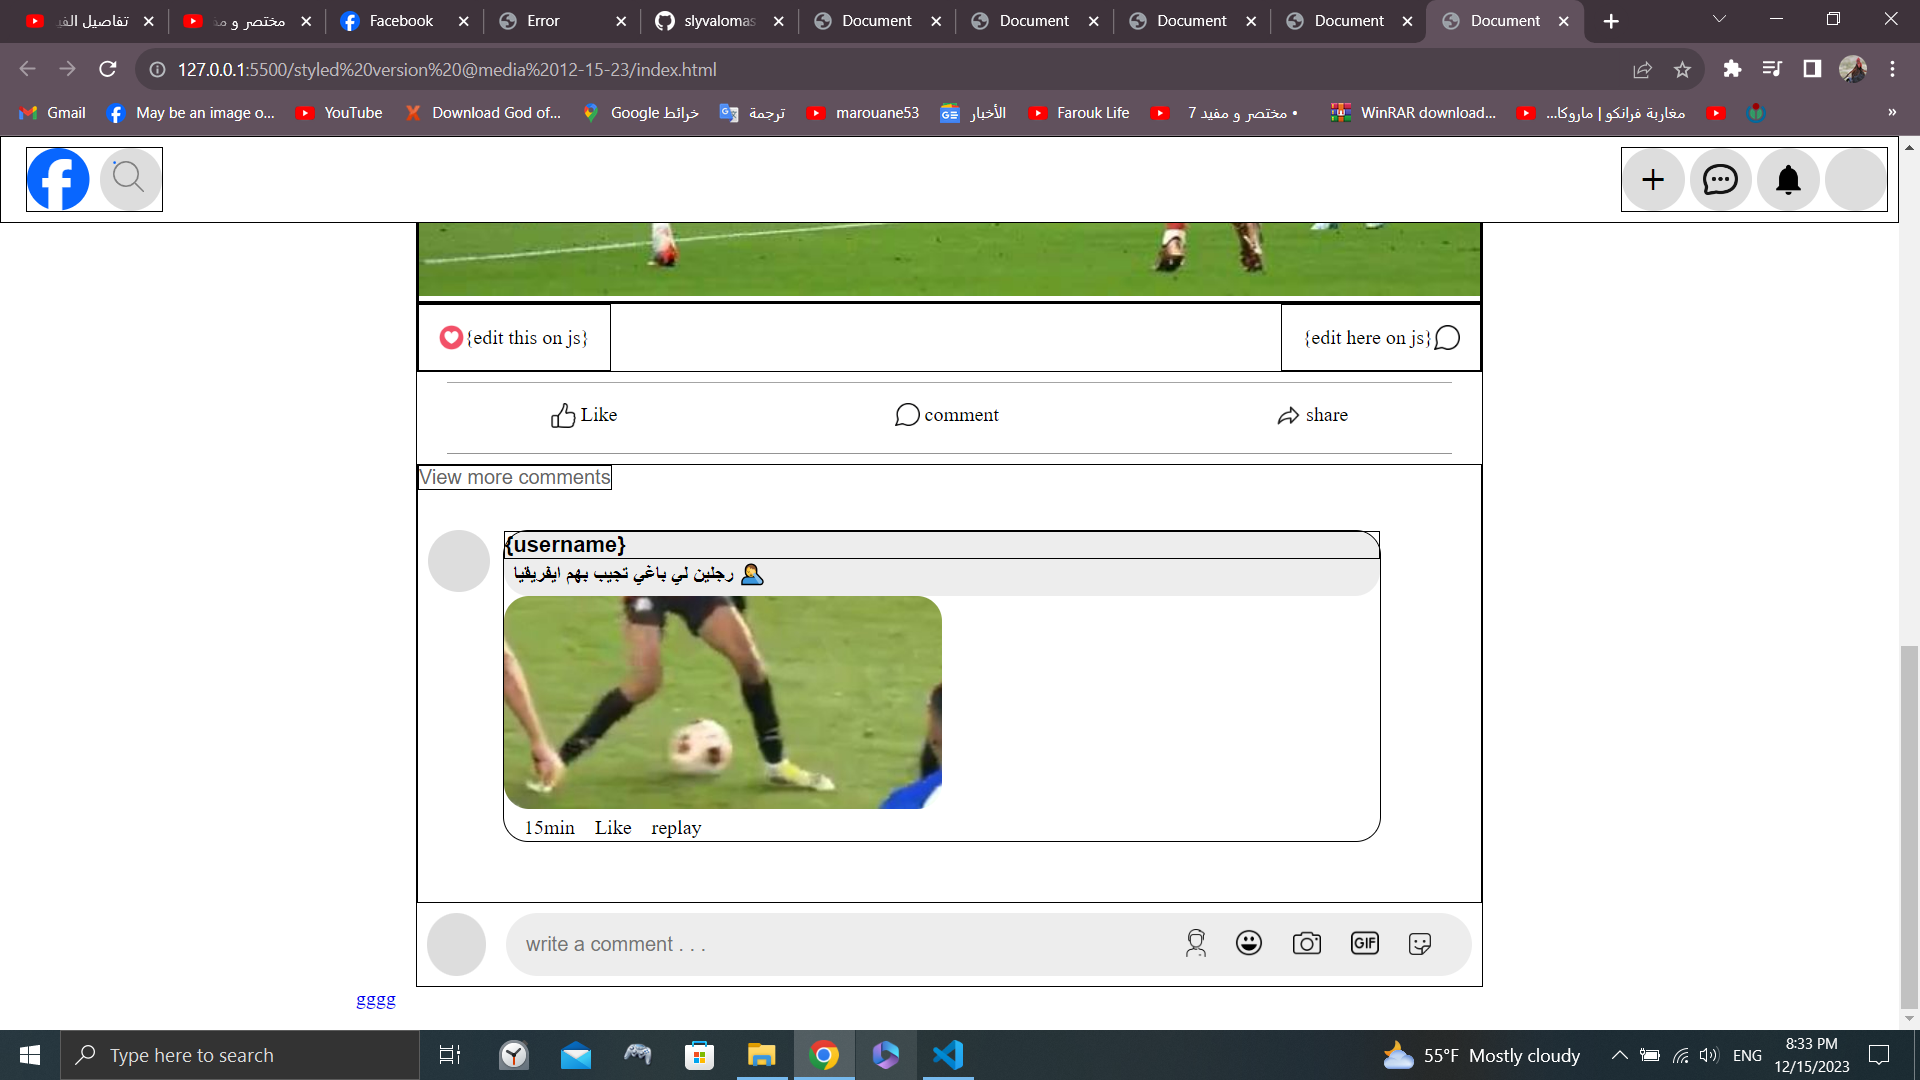 تفاصيل الفي
مختصر و مف
Facebook
Error
slyvalomas
Document
Document
Document
Document
Document
127.0.0.1:5500/styled%20version%20@media%2012-15-23/index.html
Gmail
May be an image o...
YouTube
Download God of...
خرائط Google
ترجمة
marouane53
الأخبار
Farouk Life
• مختصر و مفيد 7
WinRAR download...
مغاربة فرانكو | ماروكا...
»
{edit this on js}
{edit here on js}
Like
comment
share
View more comments
{username}
رجلين لي باغي تجيب بهم ايفريقيا 🤦
15min Like replay
write a comment . . .
GIF
gggg
Type here to search
55°F Mostly cloudy
ENG
8:33 PM
12/15/2023